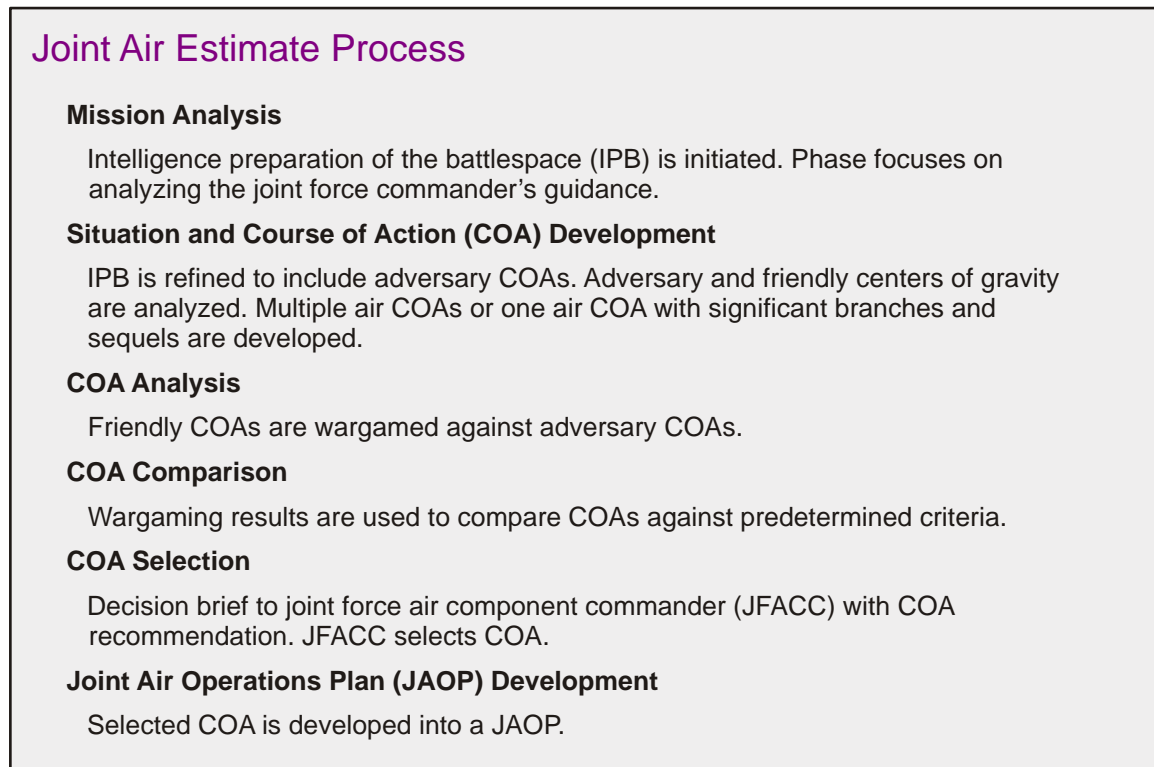 Joint Air Estimate Process
Mission Analysis
Intelligence preparation of the battlespace (IPB) is initiated. Phase focuses on
analyzing the joint force commander’s guidance.
Situation and Course of Action (COA) Development
IPB is refined to include adversary COAs. Adversary and friendly centers of gravity
are analyzed. Multiple air COAs or one air COA with significant branches and
sequels are developed.
COA Analysis
Friendly COAs are wargamed against adversary COAs.
COA Comparison
Wargaming results are used to compare COAs against predetermined criteria.
COA Selection
Decision brief to joint force air component commander (JFACC) with COA
recommendation. JFACC selects COA.
Joint Air Operations Plan (JAOP) Development
Selected COA is developed into a JAOP.